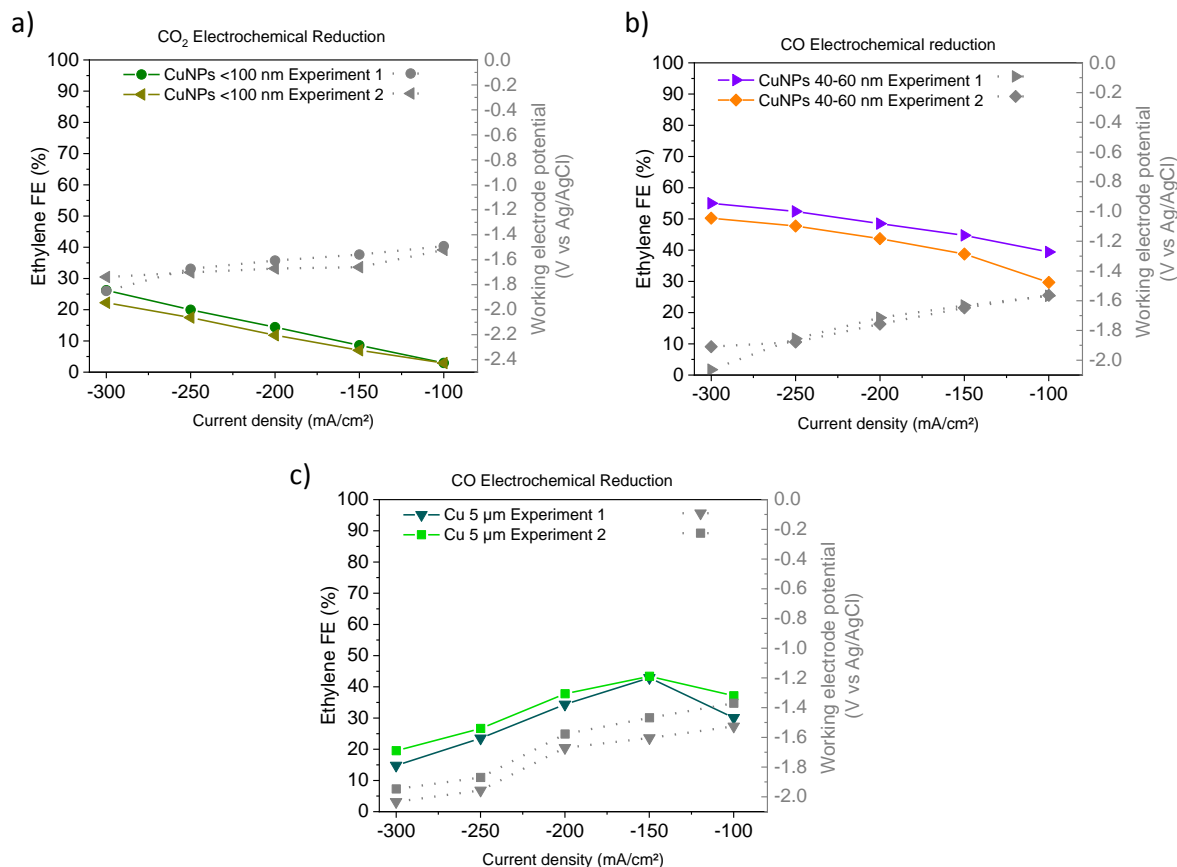 a)
CO₂ Electrochemical Reduction
100
90
80
70
60
50
40
30
20
10
0
Ethylene FE (%)
CuNPs <100 nm Experiment 1
CuNPs <100 nm Experiment 2
0.0
-0.2
-0.4
-0.6
-0.8
-1.0
-1.2
-1.4
-1.6
-1.8
-2.0
-2.2
-2.4
Working electrode potential
(V vs Ag/AgCl)
-300 -250 -200 -150 -100
Current density (mA/cm²)
b)
CO Electrochemical reduction
100
90
80
70
60
50
40
30
20
10
0
Ethylene FE (%)
CuNPs 40-60 nm Experiment 1
CuNPs 40-60 nm Experiment 2
0.0
-0.2
-0.4
-0.6
-0.8
-1.0
-1.2
-1.4
-1.6
-1.8
-2.0
Working electrode potential
(V vs Ag/AgCl)
-300 -250 -200 -150 -100
Current density (mA/cm²)
c)
CO Electrochemical Reduction
100
90
80
70
60
50
40
30
20
10
0
Ethylene FE (%)
Cu 5 µm Experiment 1
Cu 5 µm Experiment 2
0.0
-0.2
-0.4
-0.6
-0.8
-1.0
-1.2
-1.4
-1.6
-1.8
-2.0
Working electrode potential
(V vs Ag/AgCl)
-300 -250 -200 -150 -100
Current density (mA/cm²)